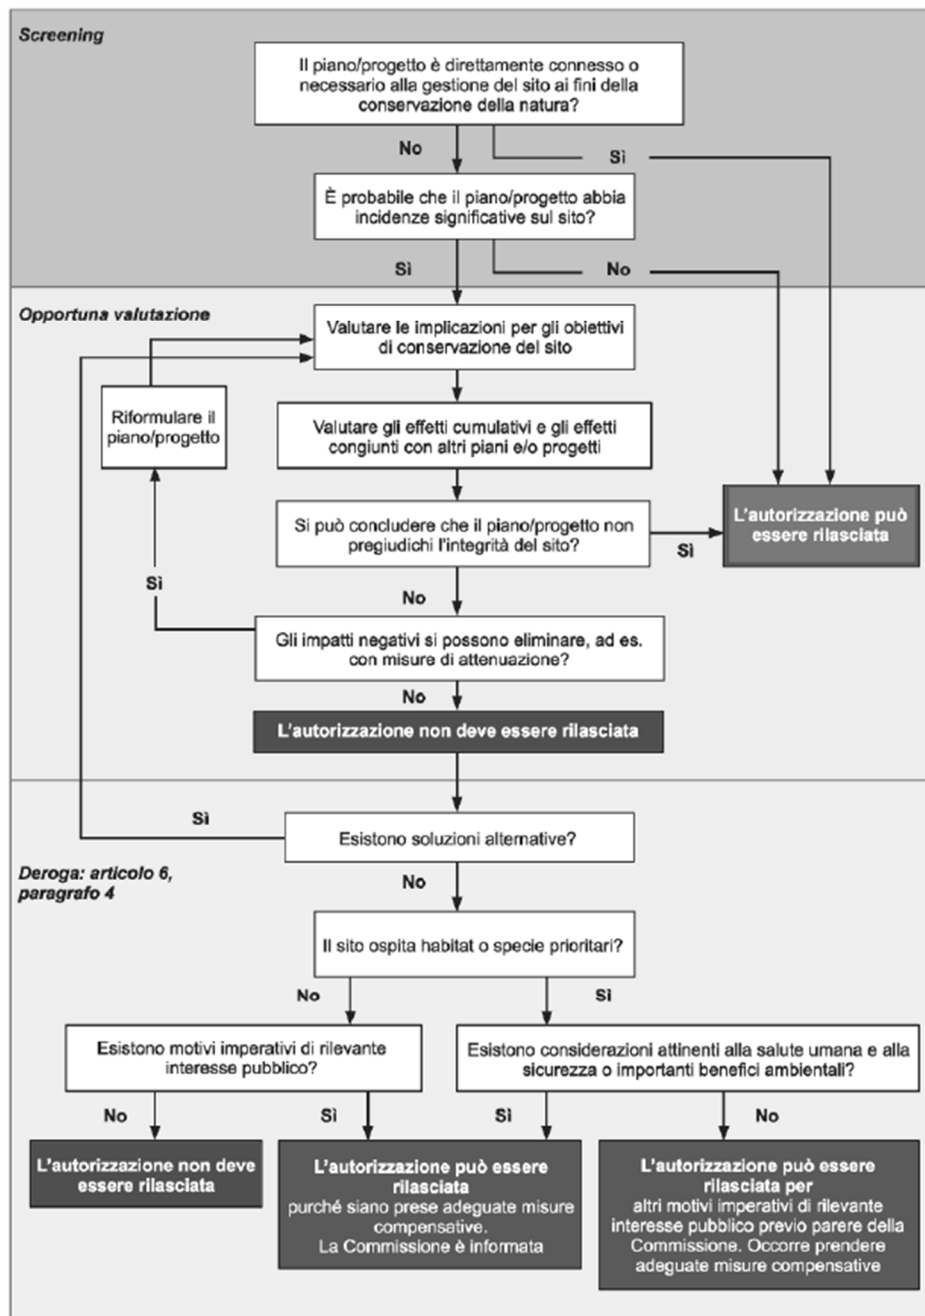 Screening
Il piano/progetto è direttamente connesso o
necessario alla gestione del sito ai fini della
conservazione della natura?
No
Sì
È probabile che il piano/progetto abbia
incidenze significative sul sito?
Sì
No
Opportuna valutazione
Valutare le implicazioni per gli obiettivi
di conservazione del sito
Riformulare il
piano/progetto
Valutare gli effetti cumulativi e gli effetti
congiunti con altri piani e/o progetti
Si può concludere che il piano/progetto non
pregiudichi l'integrità del sito?
Sì
L'autorizzazione può
essere rilasciata
Sì
No
Gli impatti negativi si possono eliminare, ad es.
con misure di attenuazione?
No
L'autorizzazione non deve essere rilasciata
Sì
Esistono soluzioni alternative?
Deroga: articolo 6,
paragrafo 4
No
Il sito ospita habitat o specie prioritari?
No
Sì
Esistono motivi imperativi di rilevante
interesse pubblico?
Esistono considerazioni attinenti alla salute umana e alla
sicurezza o importanti benefici ambientali?
No
Sì
Sì
No
L'autorizzazione non deve
essere rilasciata
L'autorizzazione può essere
rilasciata
purché siano prese adeguate misure
compensative.
La Commissione è informata
L'autorizzazione può essere
rilasciata per
altri motivi imperativi di rilevante
interesse pubblico previo parere della
Commissione. Occorre prendere
adeguate misure compensative